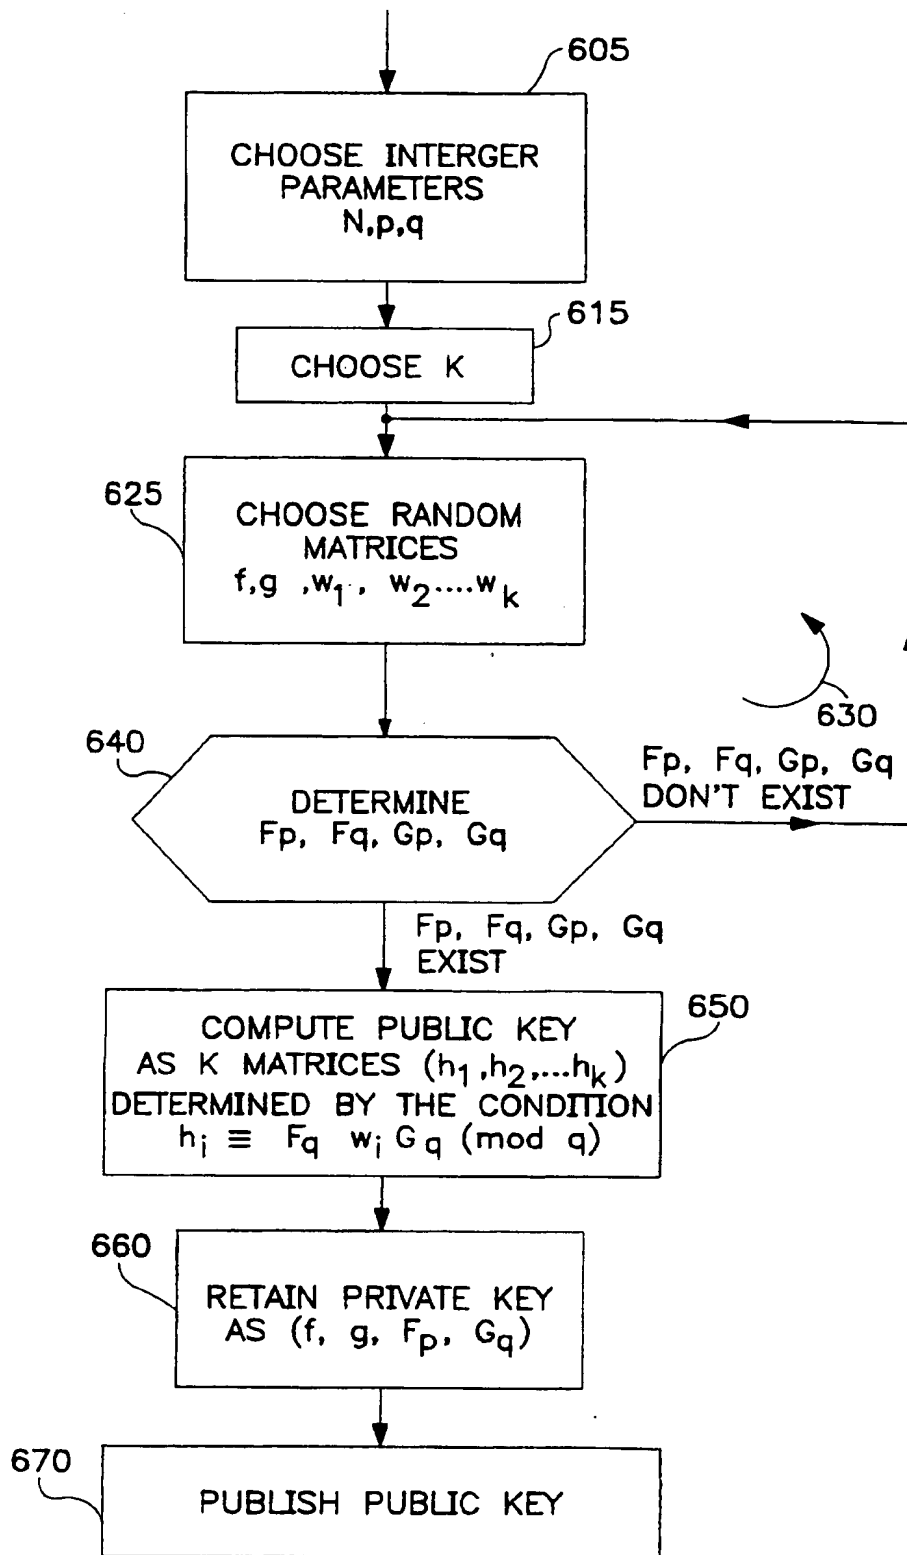 605
CHOOSE INTERGER
PARAMETERS
N,p,q
615
CHOOSE K
625
CHOOSE RANDOM
MATRICES
f,g ,w₁, w₂....wₖ
630
640
DETERMINE
Fp, Fq, Gp, Gq
Fp, Fq, Gp, Gq
DON'T EXIST
Fp, Fq, Gp, Gq
EXIST
650
COMPUTE PUBLIC KEY
AS K MATRICES (h₁,h₂,...hₖ)
DETERMINED BY THE CONDITION
hᵢ ≡ F_q wᵢ G_q (mod q)
660
RETAIN PRIVATE KEY
AS (f, g, Fₚ, G_q)
670
PUBLISH PUBLIC KEY